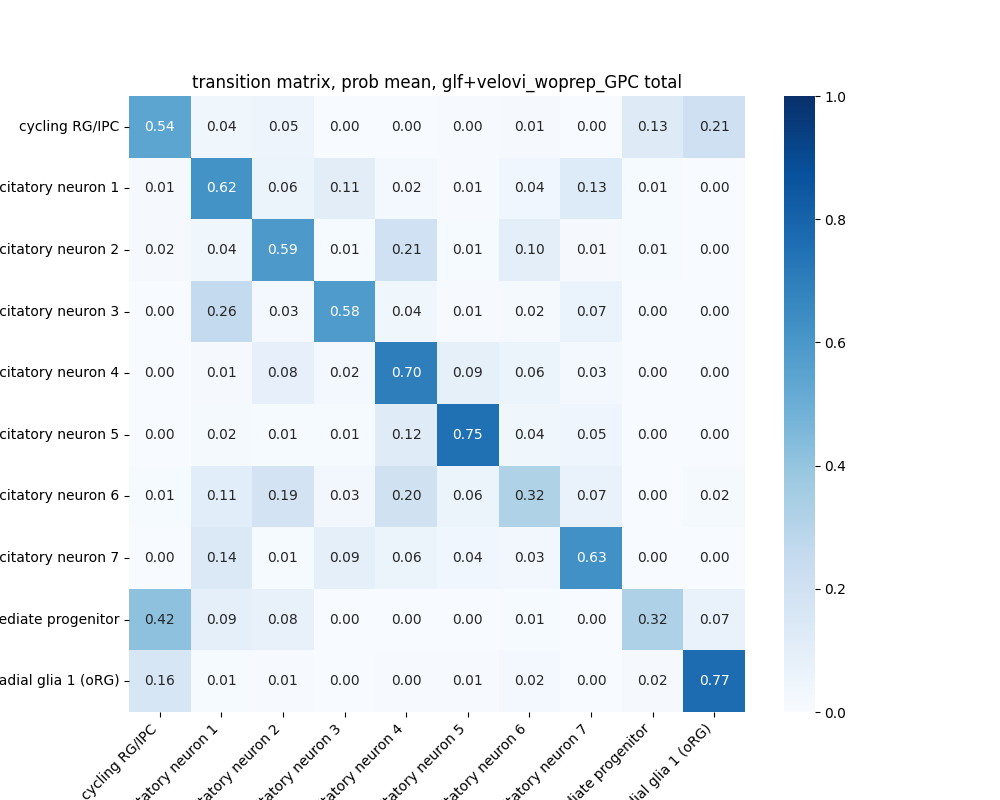 transition matrix, prob mean, glf+velovi_woprep_GPC total
cycling RG/IPC 0.54 0.04 0.05 0.00 0.00 0.00 0.01 0.00 0.13 0.21
citatory neuron 1 0.01 0.62 0.06 0.11 0.02 0.01 0.04 0.13 0.01 0.00
citatory neuron 2 0.02 0.04 0.59 0.01 0.21 0.01 0.10 0.01 0.01 0.00
citatory neuron 3 0.00 0.26 0.03 0.58 0.04 0.01 0.02 0.07 0.00 0.00
citatory neuron 4 0.00 0.01 0.08 0.02 0.70 0.09 0.06 0.03 0.00 0.00
citatory neuron 5 0.00 0.02 0.01 0.01 0.12 0.75 0.04 0.05 0.00 0.00
citatory neuron 6 0.01 0.11 0.19 0.03 0.20 0.06 0.32 0.07 0.00 0.02
citatory neuron 7 0.00 0.14 0.01 0.09 0.06 0.04 0.03 0.63 0.00 0.00
ediate progenitor 0.42 0.09 0.08 0.00 0.00 0.00 0.01 0.00 0.32 0.07
adial glia 1 (oRG) 0.16 0.01 0.01 0.00 0.00 0.01 0.02 0.00 0.02 0.77
cycling RG/IPC
tatory neuron 1
tatory neuron 2
tatory neuron 3
tatory neuron 4
tatory neuron 5
tatory neuron 6
tatory neuron 7
diate progenitor
dial glia 1 (oRG)
1.0
0.8
0.6
0.4
0.2
0.0